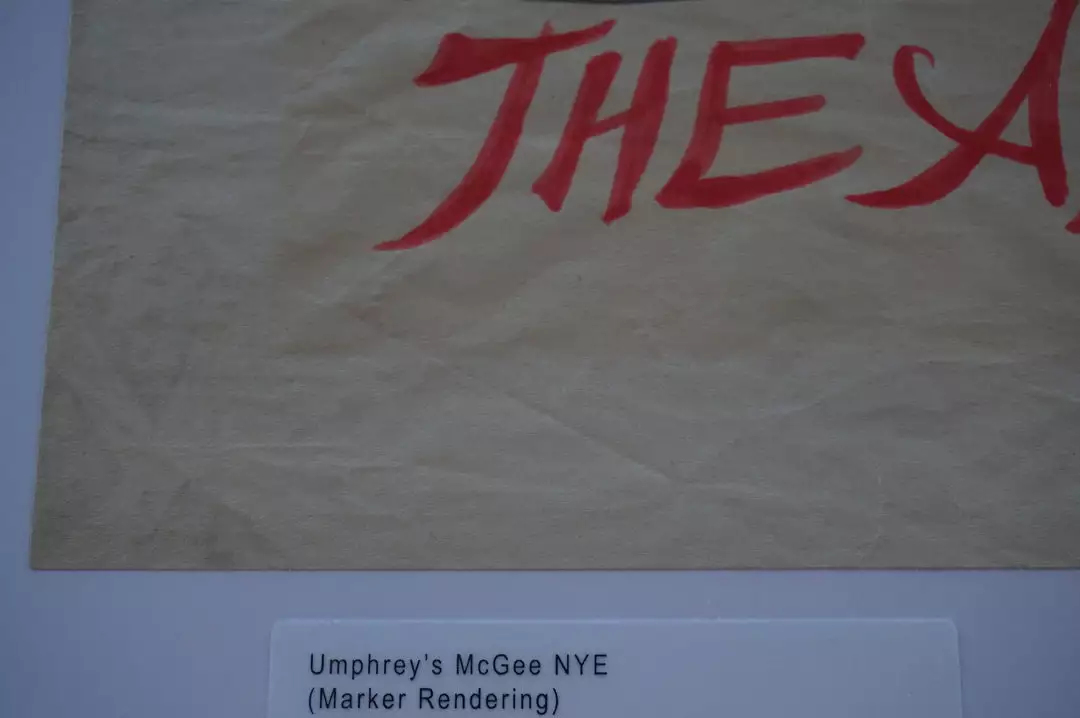 THE
Umphrey's McGee NYE
(Marker Rendering)